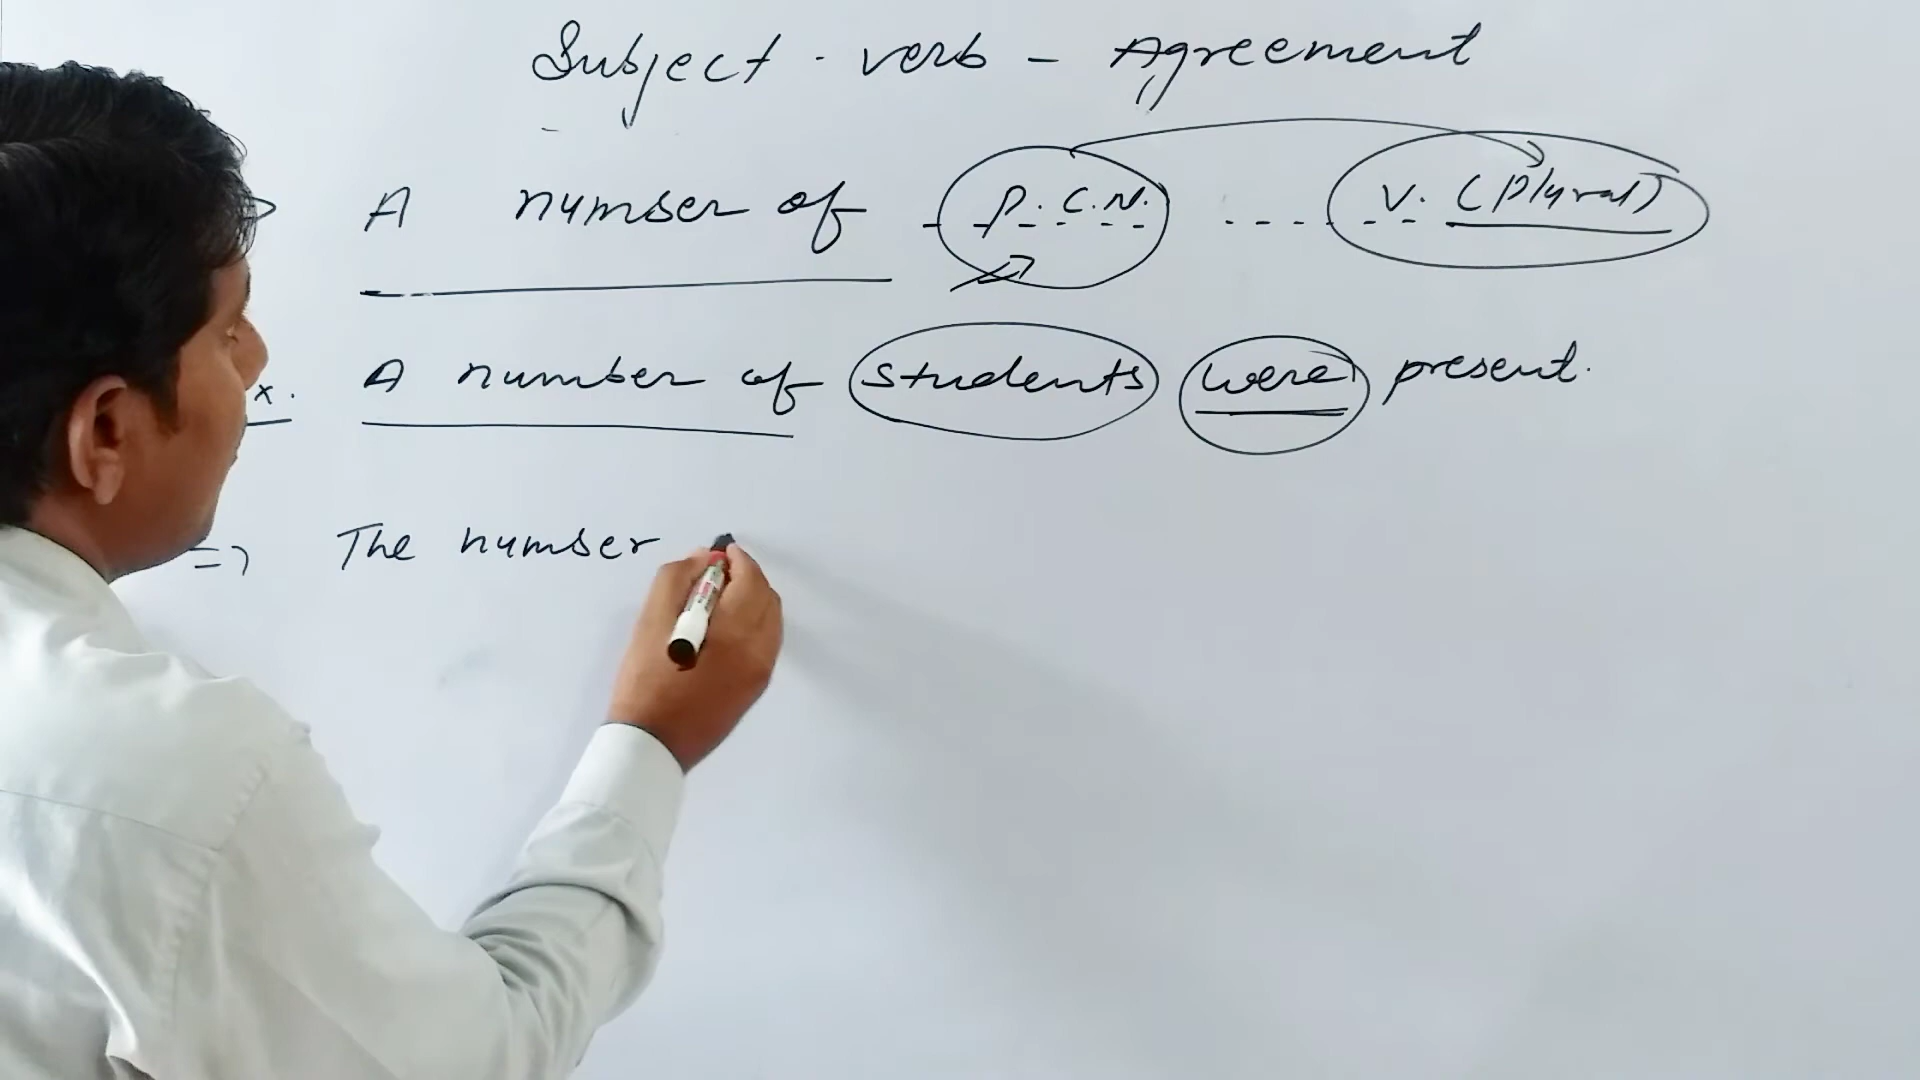 Subject - verb - Agreement
A number of - P.C.N. .... V. (Plural)
x. A number of students were present.
=> The number